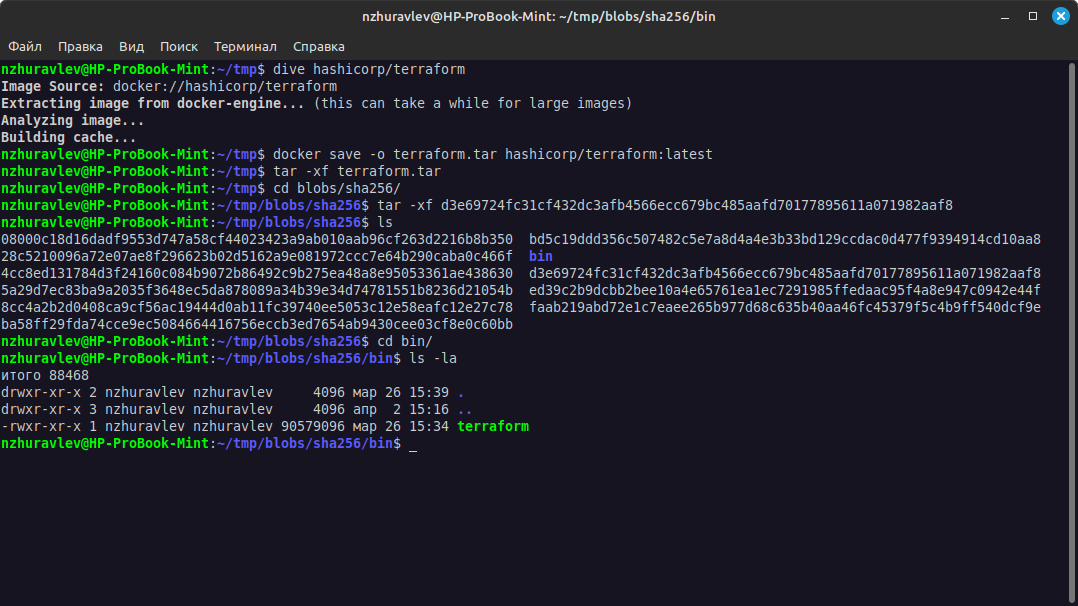 nzhuravlev@HP-ProBook-Mint: ~/tmp/blobs/sha256/bin
Файл Правка Вид Поиск Терминал Справка
nzhuravlev@HP-ProBook-Mint:~/tmp$ dive hashicorp/terraform
Image Source: docker://hashicorp/terraform
Extracting image from docker-engine... (this can take a while for large images)
Analyzing image...
Building cache...
nzhuravlev@HP-ProBook-Mint:~/tmp$ docker save -o terraform.tar hashicorp/terraform:latest
nzhuravlev@HP-ProBook-Mint:~/tmp$ tar -xf terraform.tar
nzhuravlev@HP-ProBook-Mint:~/tmp$ cd blobs/sha256/
nzhuravlev@HP-ProBook-Mint:~/tmp/blobs/sha256$ tar -xf d3e69724fc31cf432dc3afb4566ecc679bc485aafd70177895611a071982aaf8
nzhuravlev@HP-ProBook-Mint:~/tmp/blobs/sha256$ ls
08000c18d16dadf9553d747a58cf44023423a9ab010aab96cf263d2216b8b350  bd5c19ddd356c507482c5e7a8d4a4e3b33bd129ccdac0d477f9394914cd10aa8
28c5210096a72e07ae8f296623b02d5162a9e081972ccc7e64b290caba0c466f  bin
4cc8ed131784d3f24160c084b9072b86492c9b275ea48a8e95053361ae438630  d3e69724fc31cf432dc3afb4566ecc679bc485aafd70177895611a071982aaf8
5a29d7ec83ba9a2035f3648ec5da878089a34b39e34d74781551b8236d21054b  ed39c2b9dcbb2bee10a4e65761ea1ec7291985ffedaac95f4a8e947c0942e44f
8cc4a2b2d0408ca9cf56ac19444d0ab11fc39740ee5053c12e58eafc12e27c78  faab219abd72e1c7eaee265b977d68c635b40aa46fc45379f5c4b9ff540dcf9e
ba58ff29fda74cce9ec5084664416756eccb3ed7654ab9430cee03cf8e0c60bb
nzhuravlev@HP-ProBook-Mint:~/tmp/blobs/sha256$ cd bin/
nzhuravlev@HP-ProBook-Mint:~/tmp/blobs/sha256/bin$ ls -la
итого 88468
drwxr-xr-x 2 nzhuravlev nzhuravlev     4096 мар 26 15:39 .
drwxr-xr-x 3 nzhuravlev nzhuravlev     4096 апр  2 15:16 ..
-rwxr-xr-x 1 nzhuravlev nzhuravlev 90579096 мар 26 15:34 terraform
nzhuravlev@HP-ProBook-Mint:~/tmp/blobs/sha256/bin$ _